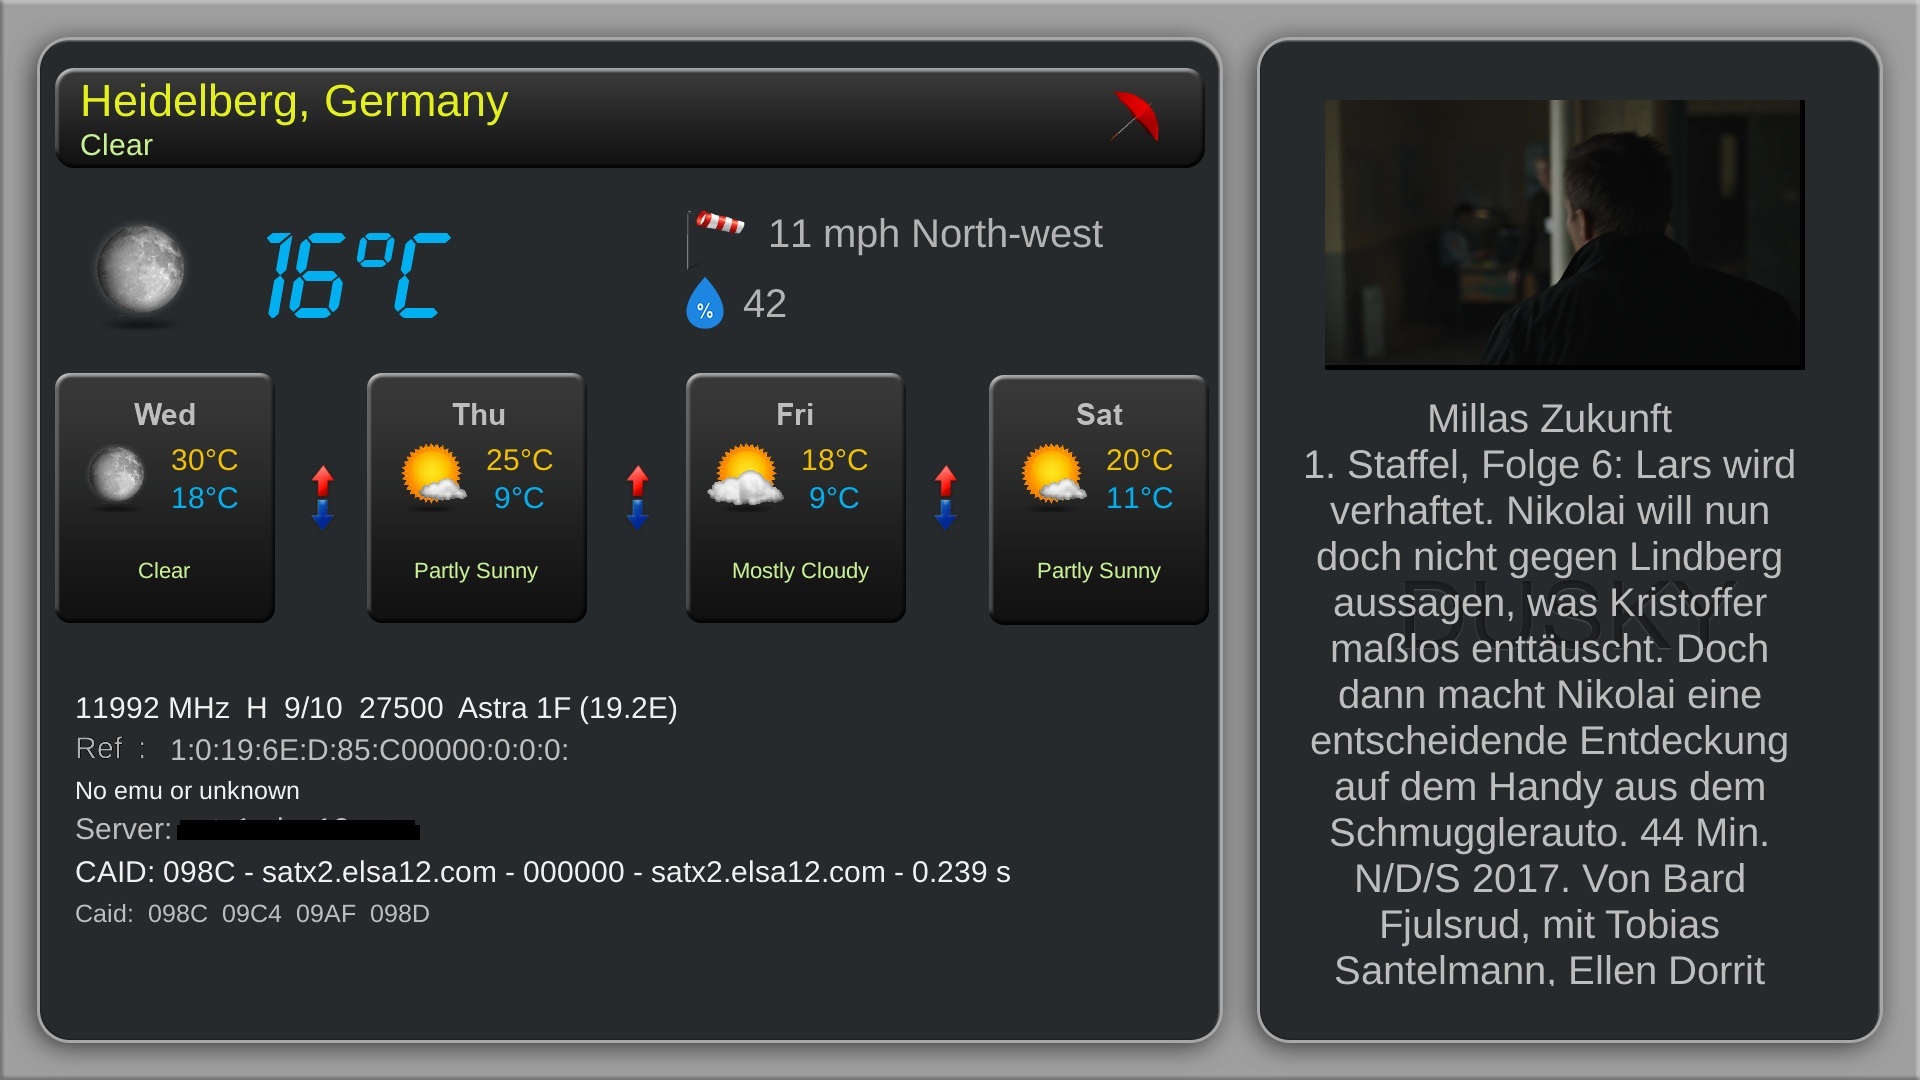 Heidelberg, Germany
Clear
16°C
11 mph North-west
%
42
Wed
30°C
18°C
Clear
Thu
25°C
9°C
Partly Sunny
Fri
18°C
9°C
Mostly Cloudy
Sat
20°C
11°C
Partly Sunny
11992 MHz H 9/10 27500 Astra 1F (19.2E)
Ref : 1:0:19:6E:D:85:C00000:0:0:0:
No emu or unknown
Server:
CAID: 098C - satx2.elsa12.com - 000000 - satx2.elsa12.com - 0.239 s
Caid: 098C 09C4 09AF 098D
Millas Zukunft
1. Staffel, Folge 6: Lars wird
verhaftet. Nikolai will nun
doch nicht gegen Lindberg
aussagen, was Kristoffer
maßlos enttäuscht. Doch
dann macht Nikolai eine
entscheidende Entdeckung
auf dem Handy aus dem
Schmugglerauto. 44 Min.
N/D/S 2017. Von Bard
Fjulsrud, mit Tobias
Santelmann, Ellen Dorrit
DUSKY